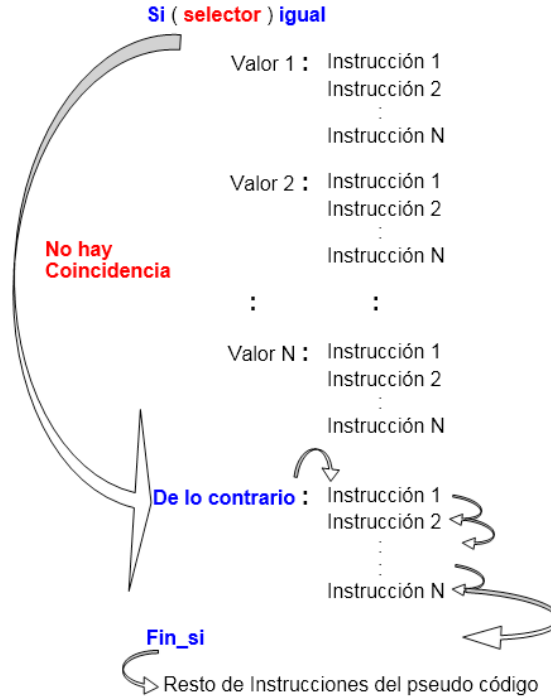 Si ( selector ) igual
Valor 1 : Instrucción 1
Instrucción 2
:
Instrucción N
Valor 2 : Instrucción 1
Instrucción 2
:
Instrucción N
No hay
Coincidencia
: :
Valor N : Instrucción 1
Instrucción 2
:
Instrucción N
De lo contrario : Instrucción 1
Instrucción 2
:
:
Instrucción N
Fin_si
Resto de Instrucciones del pseudo código